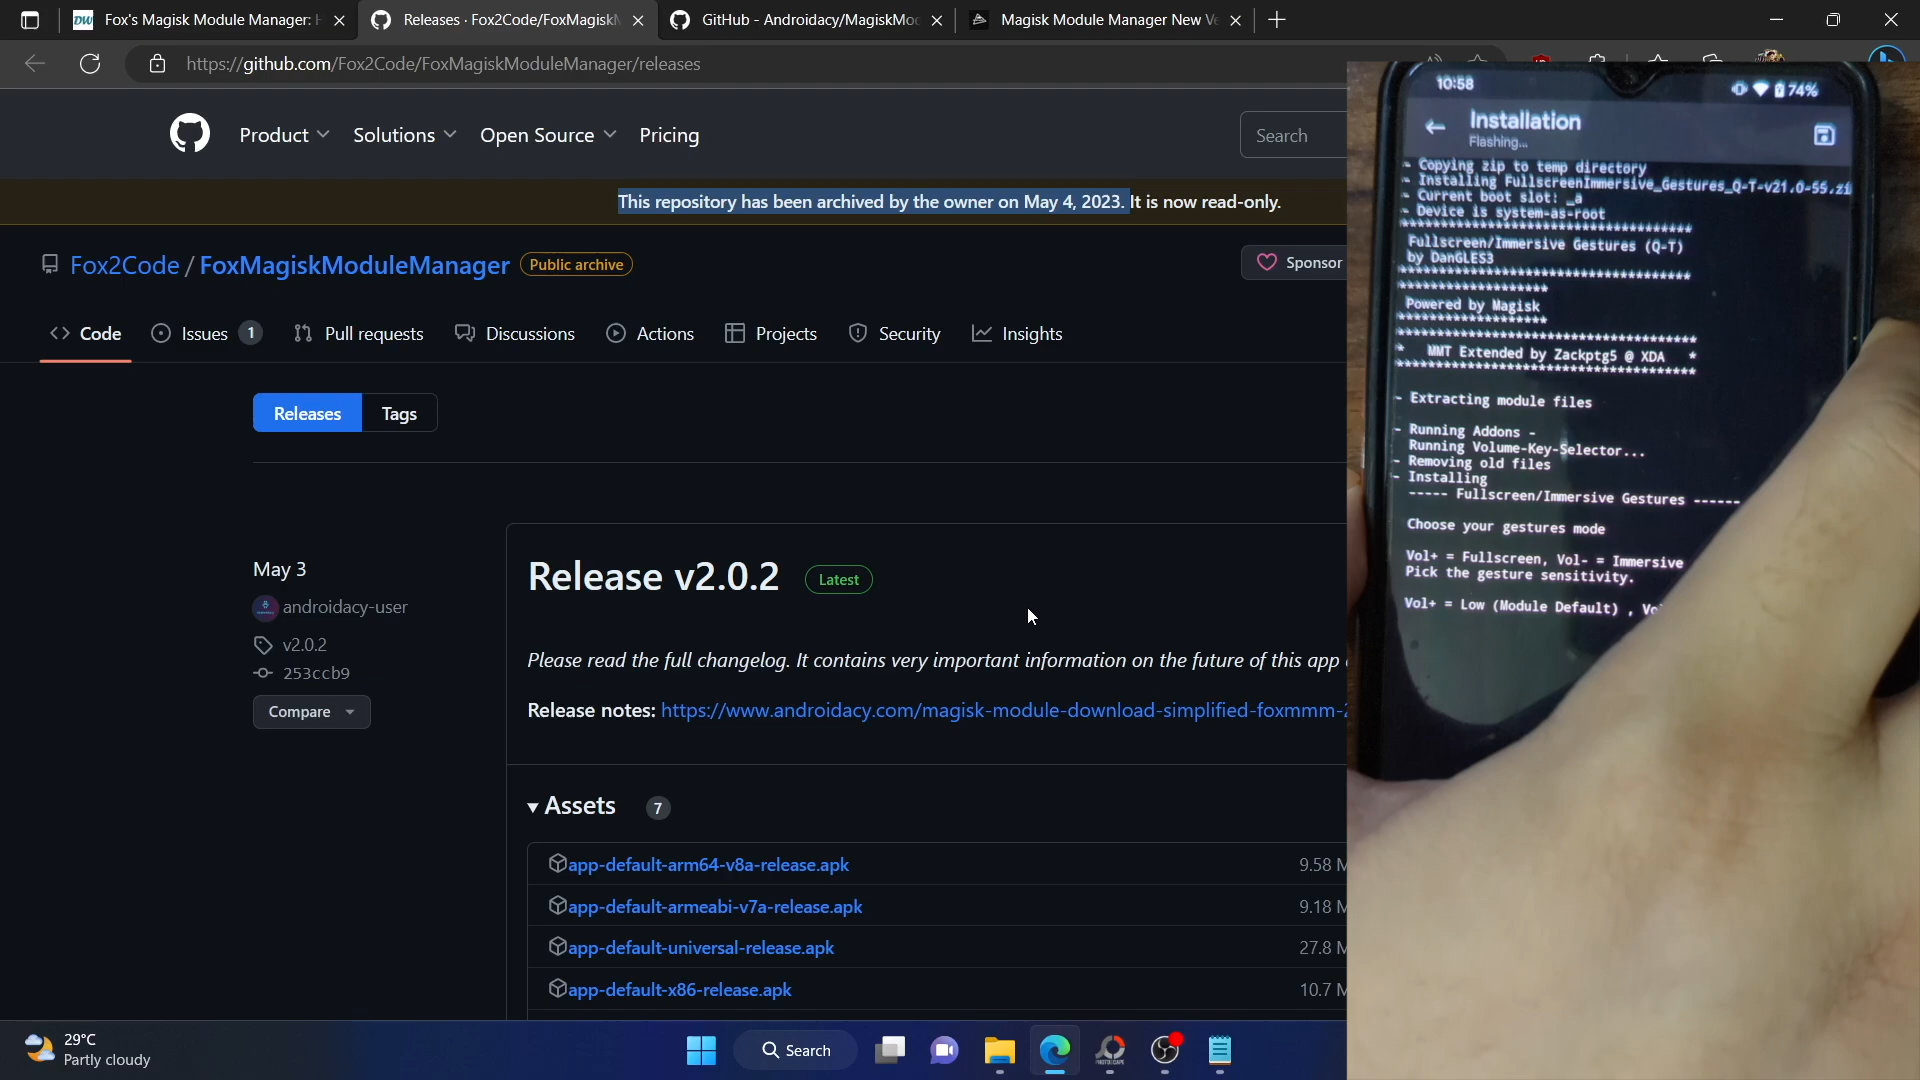 Fox's Magisk Module Manager:
Releases · Fox2Code/FoxMagisk
GitHub - Androidacy/MagiskMo
Magisk Module Manager New Ve
https://github.com/Fox2Code/FoxMagiskModuleManager/releases
Product
Solutions
Open Source
Pricing
Search
This repository has been archived by the owner on May 4, 2023. It is now read-only.
Fox2Code / FoxMagiskModuleManager
Public archive
Sponsor
Code
Issues 1
Pull requests
Discussions
Actions
Projects
Security
Insights
Releases
Tags
May 3
androidacy-user
v2.0.2
253ccb9
Compare
Release v2.0.2
Latest
Please read the full changelog. It contains very important information on the future of this app
Release notes: https://www.androidacy.com/magisk-module-download-simplified-foxmmm-2
Assets 7
app-default-arm64-v8a-release.apk
9.58 M
app-default-armeabi-v7a-release.apk
9.18 M
app-default-universal-release.apk
27.8 M
app-default-x86-release.apk
10.7 M
29°C
Partly cloudy
Search
10:58
74%
Installation
Flashing...
- Copying zip to temp directory
- Installing FullscreenImmersive_Gestures_Q-T-v21.0-55.zi
- Current boot slot: _a
- Device is system-as-root
*************************************
Fullscreen/Immersive Gestures (Q-T)
by DanGLES3
*************************************
*******************
Powered by Magisk
*******************
**************************************
* MMT Extended by Zackptg5 @ XDA *
**************************************
- Extracting module files
- Running Addons -
Running Volume-Key-Selector...
- Removing old files
- Installing
----- Fullscreen/Immersive Gestures ------
Choose your gestures mode
Vol+ = Fullscreen, Vol- = Immersive
Pick the gesture sensitivity.
Vol+ = Low (Module Default) , Vo